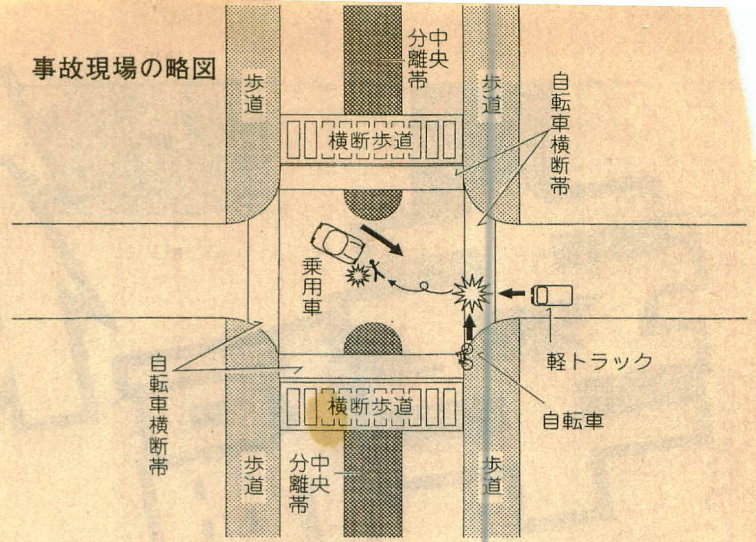 事故現場の略図
中央
分離帯
歩道
歩道
自転車横断帯
横断歩道
乗用車
軽トラック
自転車横断帯
自転車
横断歩道
歩道
中央
分離帯
歩道